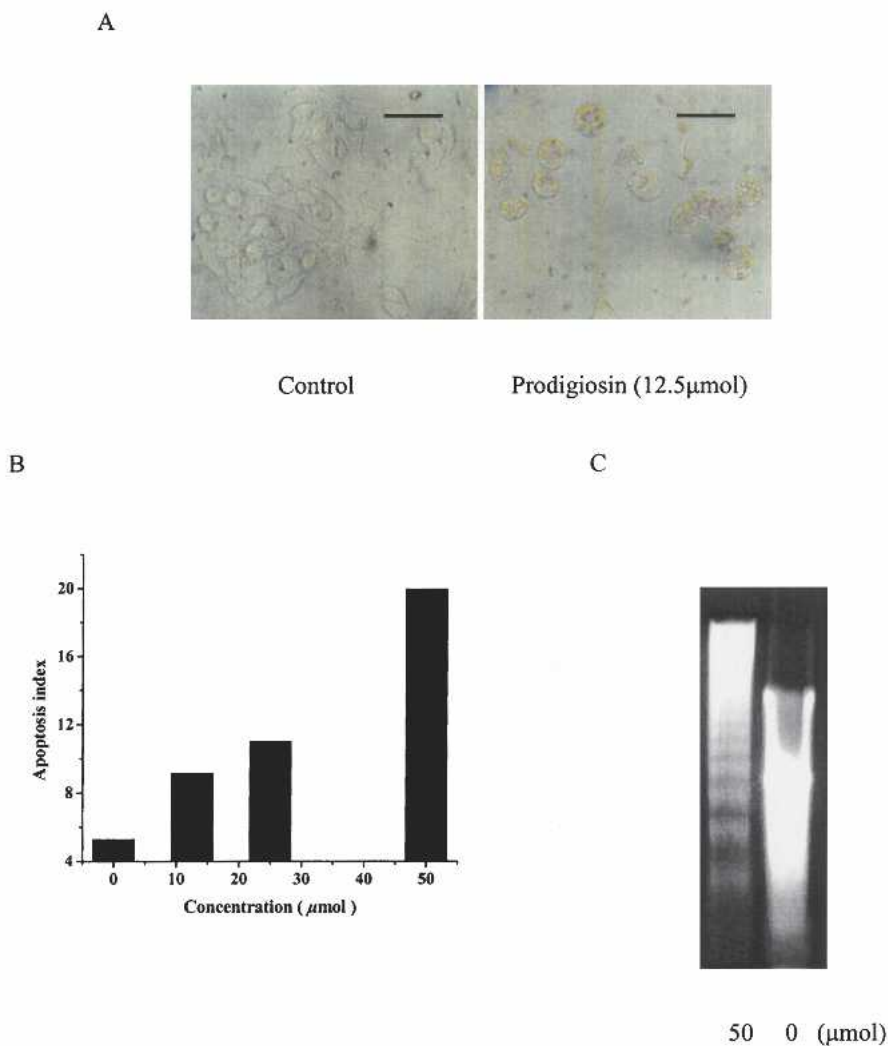 A
Control
Prodigiosin (12.5μmol)
B
C
20
16
12
8
4
Apoptosis index
0 10 20 30 40 50
Concentration ( μmol )
50 0 (μmol)